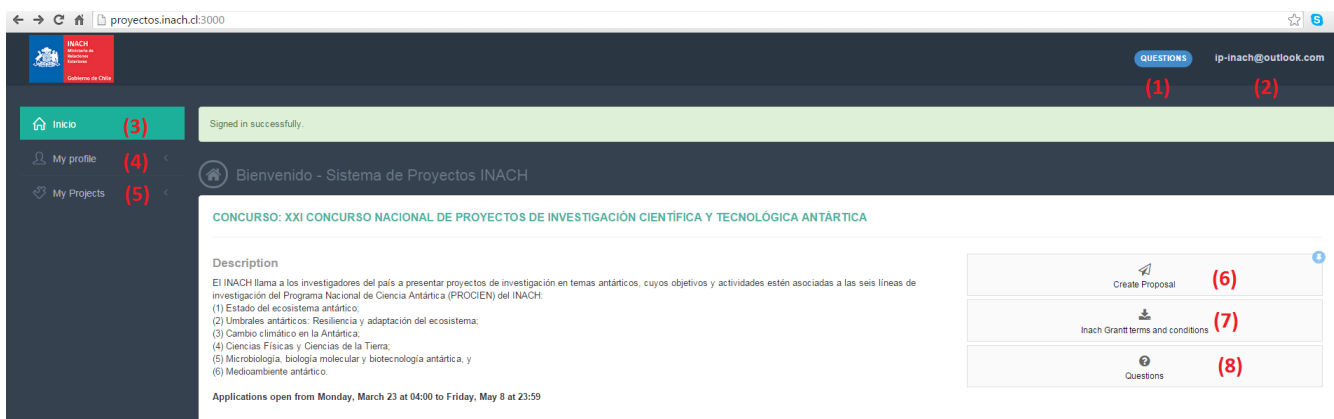 proyectos.inach.cl:3000
INACH
Ministerio de
Relaciones
Exteriores
Gobierno de Chile
QUESTIONS
ip-inach@outlook.com
(1)
(2)
Inicio
(3)
My profile
(4)
My Projects
(5)
Signed in successfully.
Bienvenido - Sistema de Proyectos INACH
CONCURSO: XXI CONCURSO NACIONAL DE PROYECTOS DE INVESTIGACIÓN CIENTÍFICA Y TECNOLÓGICA ANTÁRTICA
Description
El INACH llama a los investigadores del país a presentar proyectos de investigación en temas antárticos, cuyos objetivos y actividades estén asociadas a las seis líneas de
investigación del Programa Nacional de Ciencia Antártica (PROCIEN) del INACH:
(1) Estado del ecosistema antártico;
(2) Umbrales antárticos: Resiliencia y adaptación del ecosistema;
(3) Cambio climático en la Antártica;
(4) Ciencias Físicas y Ciencias de la Tierra;
(5) Microbiología, biología molecular y biotecnología antártica, y
(6) Medioambiente antártico.
Applications open from Monday, March 23 at 04:00 to Friday, May 8 at 23:59
Create Proposal
(6)
Inach Grantt terms and conditions
(7)
Questions
(8)